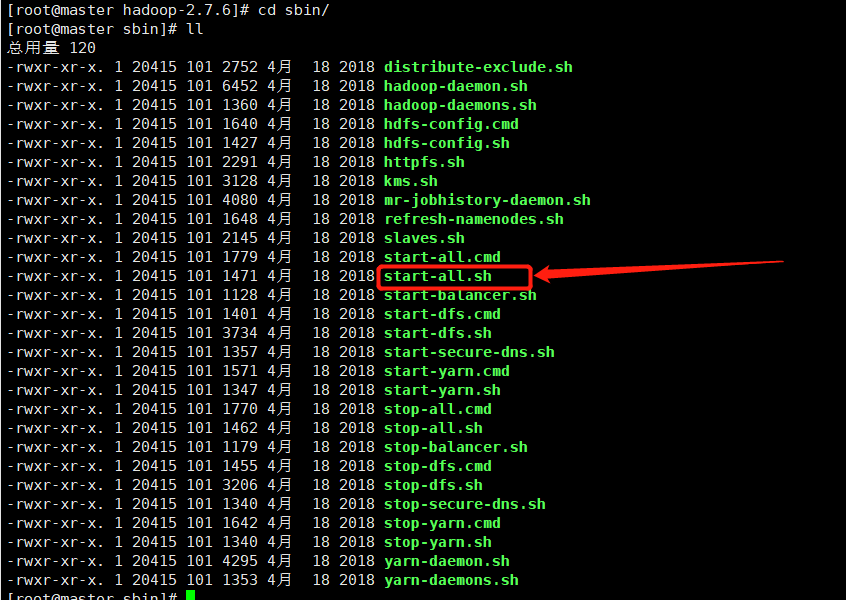 [root@master hadoop-2.7.6]# cd sbin/
[root@master sbin]# ll
总用量 120
-rwxr-xr-x. 1 20415 101 2752 4月  18 2018 distribute-exclude.sh
-rwxr-xr-x. 1 20415 101 6452 4月  18 2018 hadoop-daemon.sh
-rwxr-xr-x. 1 20415 101 1360 4月  18 2018 hadoop-daemons.sh
-rwxr-xr-x. 1 20415 101 1640 4月  18 2018 hdfs-config.cmd
-rwxr-xr-x. 1 20415 101 1427 4月  18 2018 hdfs-config.sh
-rwxr-xr-x. 1 20415 101 2291 4月  18 2018 httpfs.sh
-rwxr-xr-x. 1 20415 101 3128 4月  18 2018 kms.sh
-rwxr-xr-x. 1 20415 101 4080 4月  18 2018 mr-jobhistory-daemon.sh
-rwxr-xr-x. 1 20415 101 1648 4月  18 2018 refresh-namenodes.sh
-rwxr-xr-x. 1 20415 101 2145 4月  18 2018 slaves.sh
-rwxr-xr-x. 1 20415 101 1779 4月  18 2018 start-all.cmd
-rwxr-xr-x. 1 20415 101 1471 4月  18 2018 start-all.sh
-rwxr-xr-x. 1 20415 101 1128 4月  18 2018 start-balancer.sh
-rwxr-xr-x. 1 20415 101 1401 4月  18 2018 start-dfs.cmd
-rwxr-xr-x. 1 20415 101 3734 4月  18 2018 start-dfs.sh
-rwxr-xr-x. 1 20415 101 1357 4月  18 2018 start-secure-dns.sh
-rwxr-xr-x. 1 20415 101 1571 4月  18 2018 start-yarn.cmd
-rwxr-xr-x. 1 20415 101 1347 4月  18 2018 start-yarn.sh
-rwxr-xr-x. 1 20415 101 1770 4月  18 2018 stop-all.cmd
-rwxr-xr-x. 1 20415 101 1462 4月  18 2018 stop-all.sh
-rwxr-xr-x. 1 20415 101 1179 4月  18 2018 stop-balancer.sh
-rwxr-xr-x. 1 20415 101 1455 4月  18 2018 stop-dfs.cmd
-rwxr-xr-x. 1 20415 101 3206 4月  18 2018 stop-dfs.sh
-rwxr-xr-x. 1 20415 101 1340 4月  18 2018 stop-secure-dns.sh
-rwxr-xr-x. 1 20415 101 1642 4月  18 2018 stop-yarn.cmd
-rwxr-xr-x. 1 20415 101 1340 4月  18 2018 stop-yarn.sh
-rwxr-xr-x. 1 20415 101 4295 4月  18 2018 yarn-daemon.sh
-rwxr-xr-x. 1 20415 101 1353 4月  18 2018 yarn-daemons.sh
[root@master sbin]#